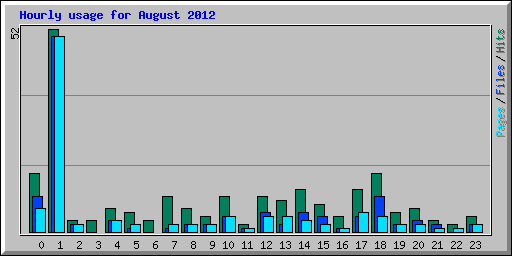 Hourly usage for August 2012
52
Pages/Files/Hits
0 1 2 3 4 5 6 7 8 9 10 11 12 13 14 15 16 17 18 19 20 21 22 23